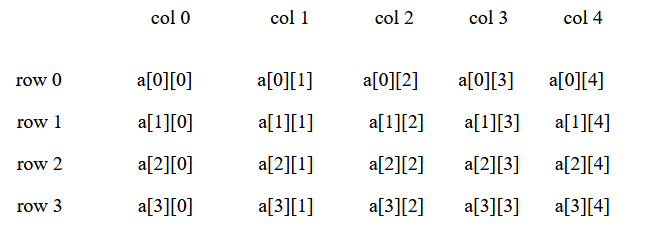 col 0 col 1 col 2 col 3 col 4
row 0 a[0][0] a[0][1] a[0][2] a[0][3] a[0][4]
row 1 a[1][0] a[1][1] a[1][2] a[1][3] a[1][4]
row 2 a[2][0] a[2][1] a[2][2] a[2][3] a[2][4]
row 3 a[3][0] a[3][1] a[3][2] a[3][3] a[3][4]